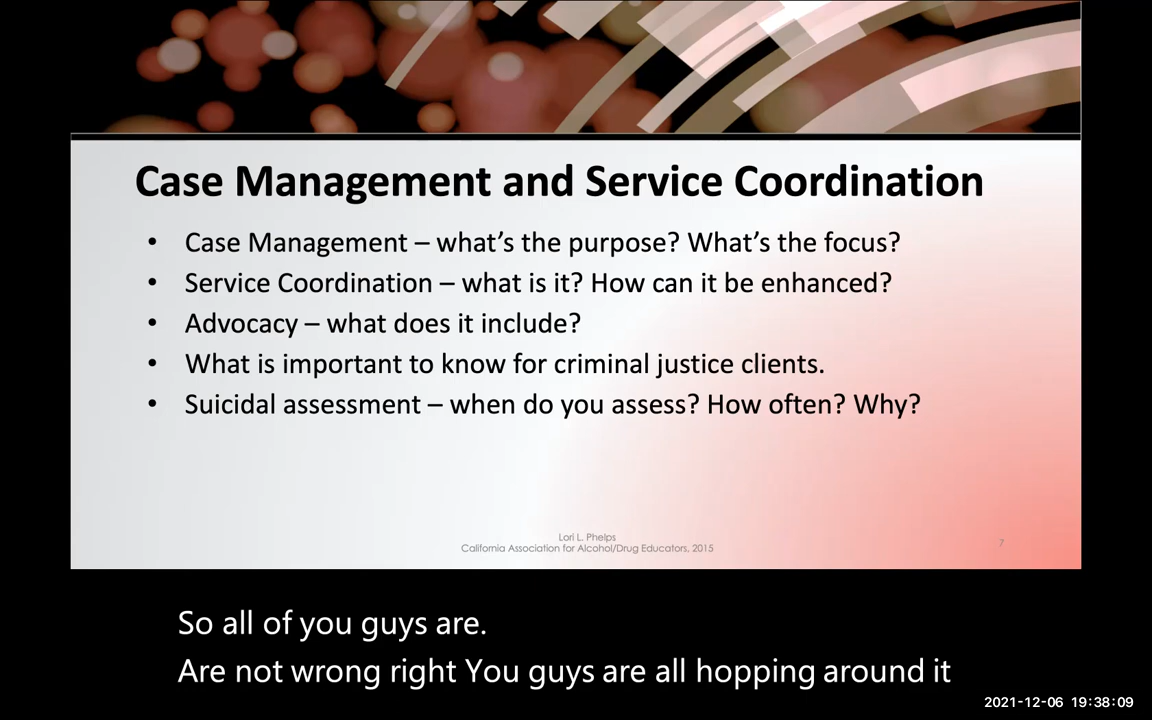 Case Management and Service Coordination
• Case Management – what's the purpose? What's the focus?
• Service Coordination – what is it? How can it be enhanced?
• Advocacy – what does it include?
• What is important to know for criminal justice clients.
• Suicidal assessment – when do you assess? How often? Why?
Lori L. Phelps
California Association for Alcohol/Drug Educators, 2015
7
So all of you guys are.
Are not wrong right You guys are all hopping around it
2021-12-06 19:38:09